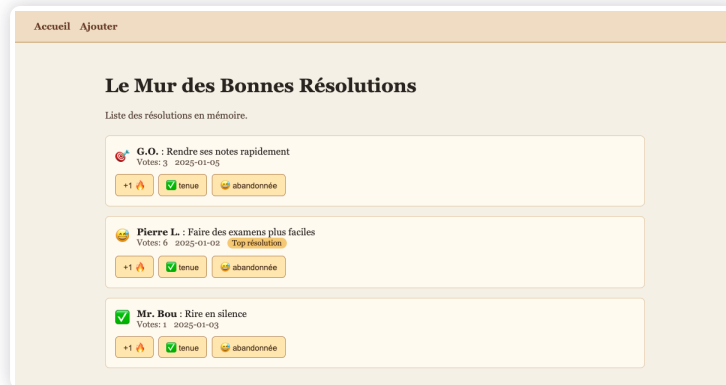 Accueil Ajouter
Le Mur des Bonnes Résolutions
Liste des résolutions en mémoire.
G.O. : Rendre ses notes rapidement
Votes: 3 2025-01-05
+1 🔥 ✅ tenue 😅 abandonnée
Pierre L. : Faire des examens plus faciles
Votes: 6 2025-01-02 Top résolution
+1 🔥 ✅ tenue 😅 abandonnée
Mr. Bou : Rire en silence
Votes: 1 2025-01-03
+1 🔥 ✅ tenue 😅 abandonnée